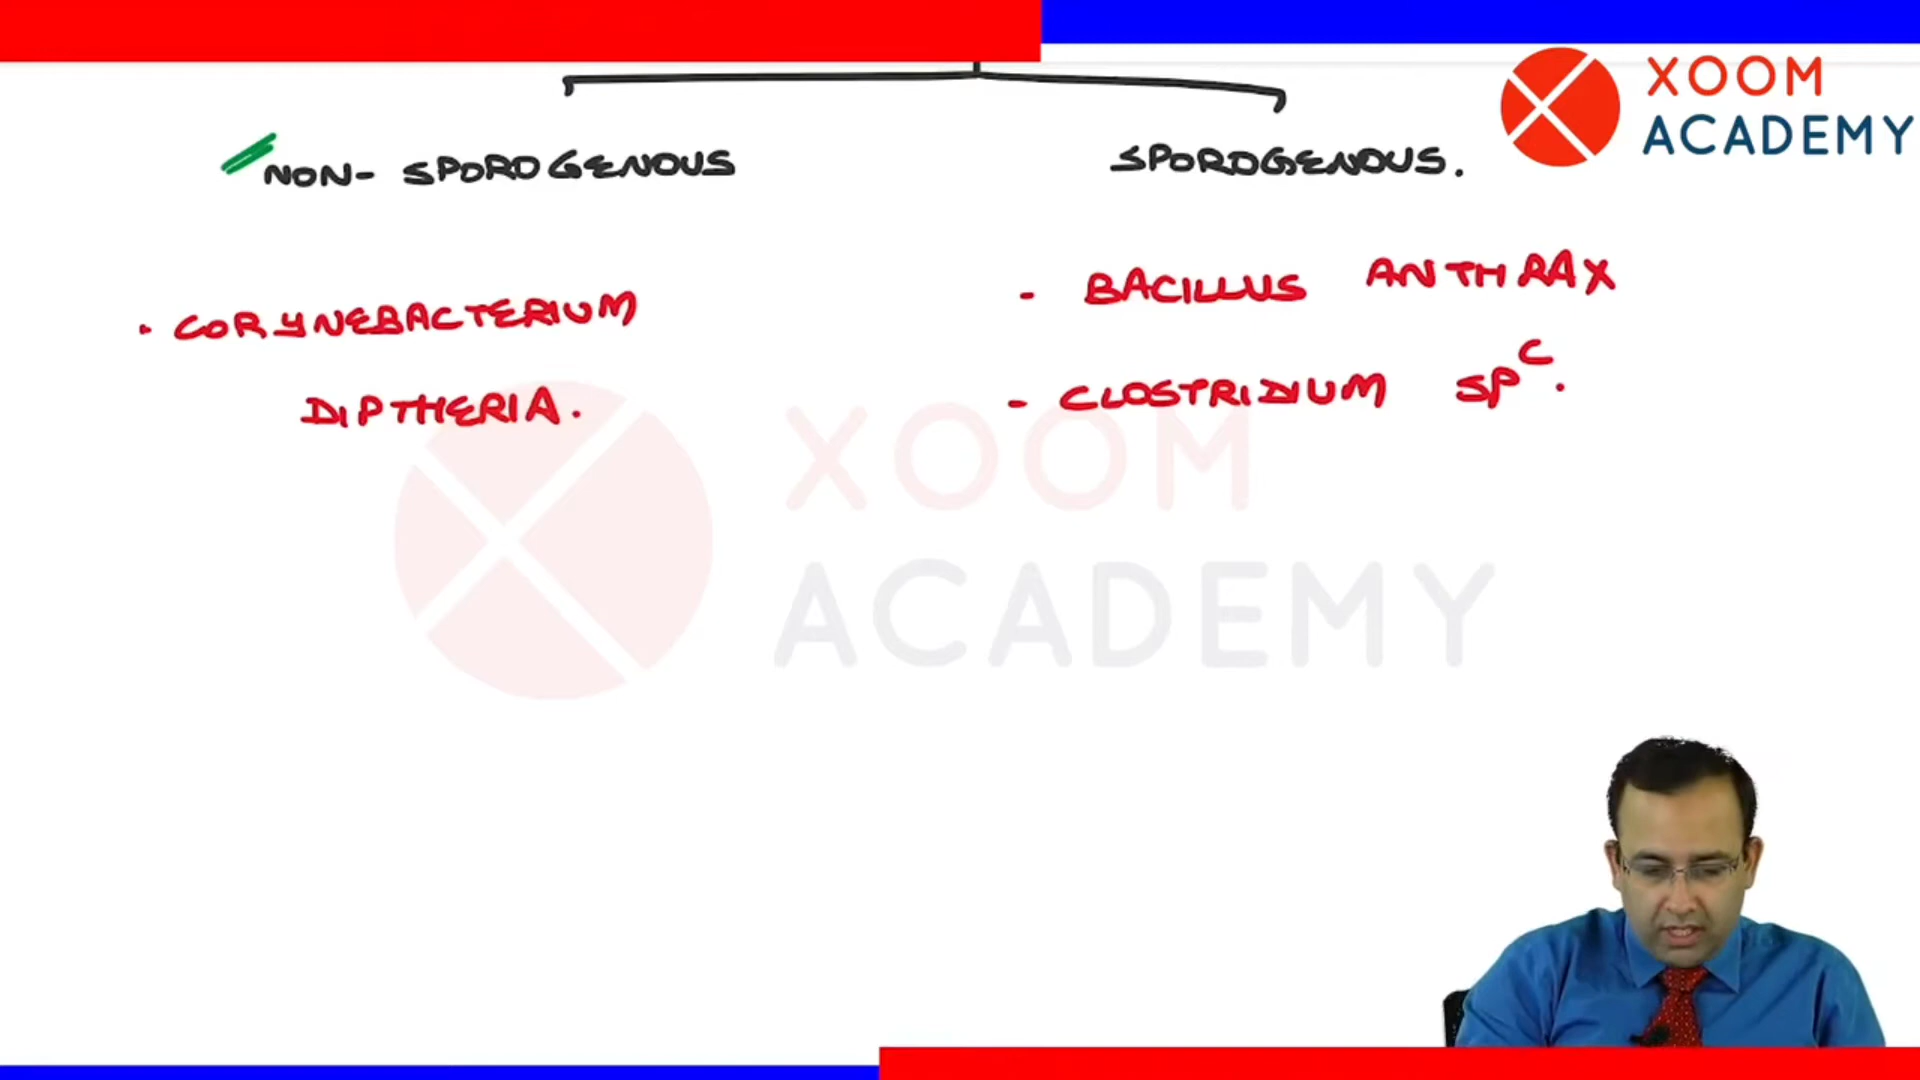 XOOM
ACADEMY
NON- SPOROGENOUS
SPOROGENOUS.
· CORYNEBACTERIUM
DIPTHERIA.
- BACILLUS ANTHRAX
- CLOSTRIDIUM SPC.
XOOM
ACADEMY